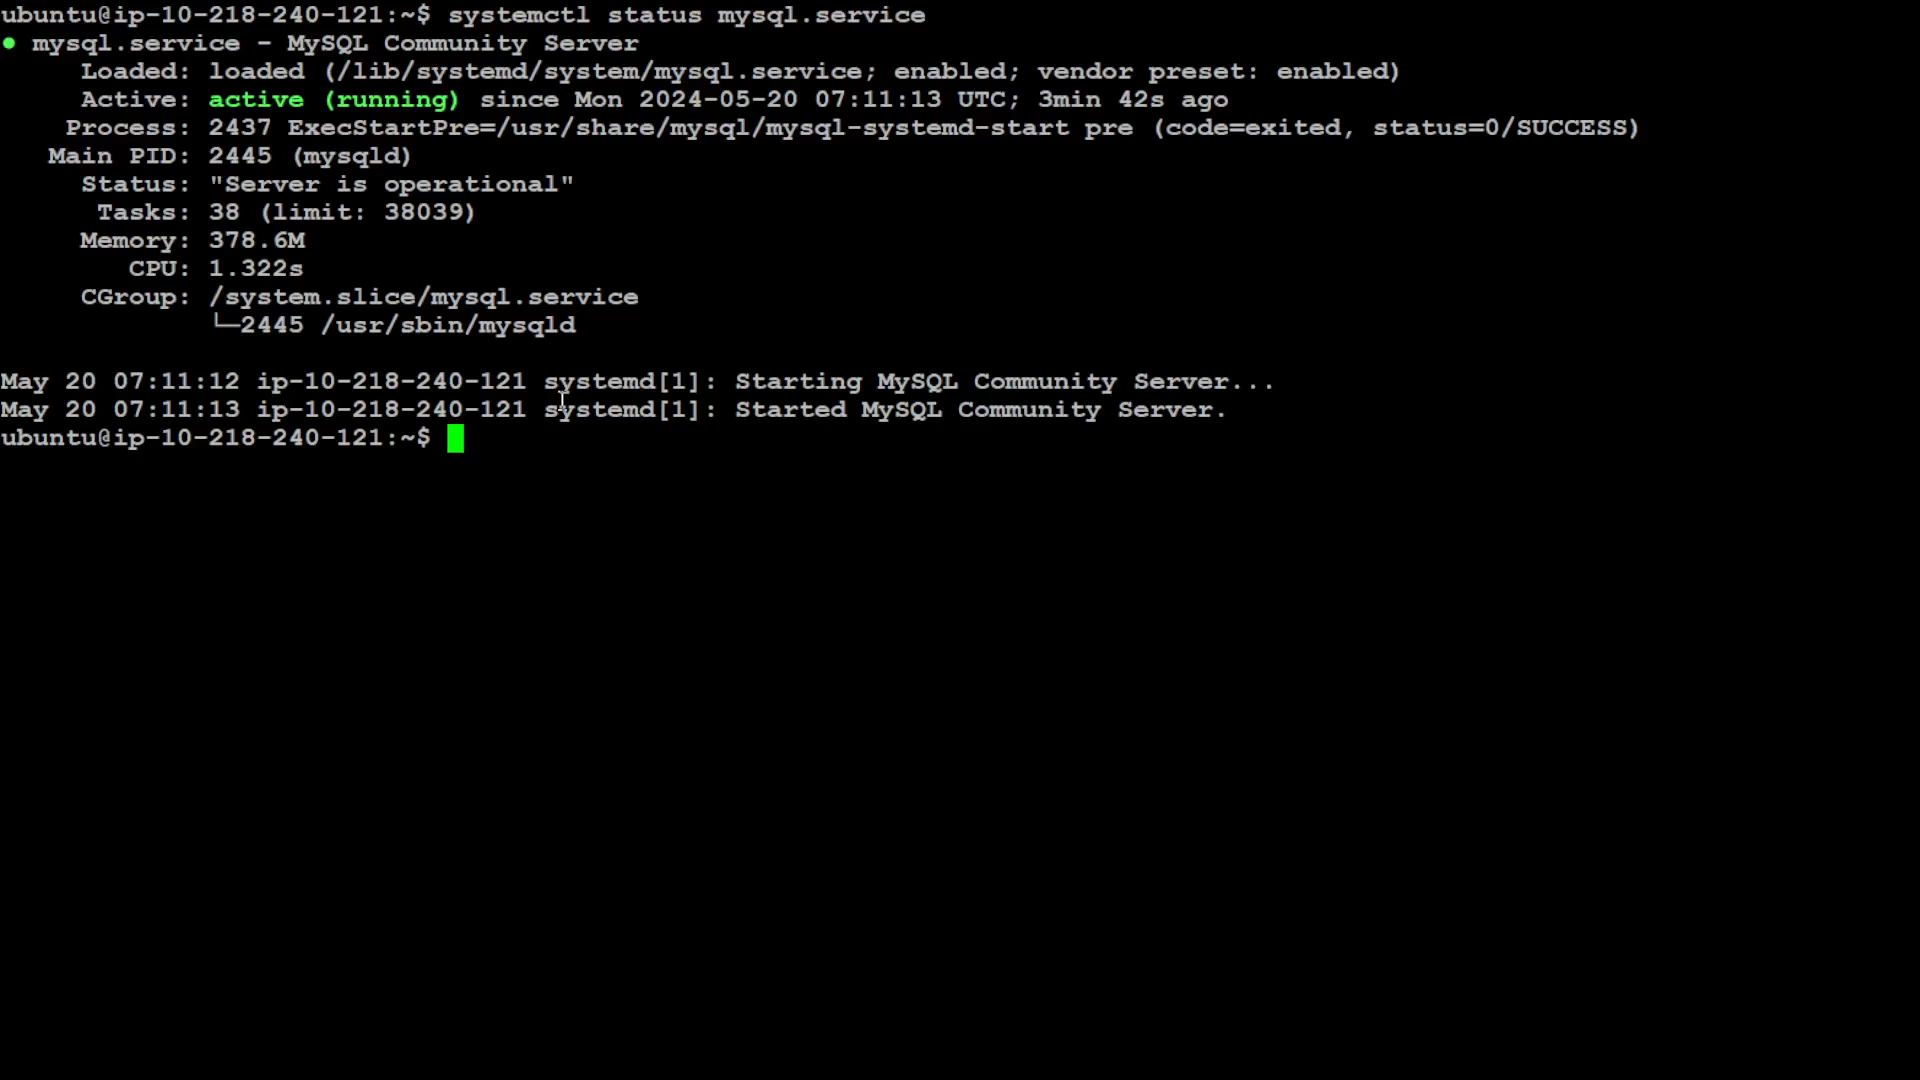 ubuntu@ip-10-218-240-121:~$ systemctl status mysql.service
● mysql.service - MySQL Community Server
Loaded: loaded (/lib/systemd/system/mysql.service; enabled; vendor preset: enabled)
Active: active (running) since Mon 2024-05-20 07:11:13 UTC; 3min 42s ago
Process: 2437 ExecStartPre=/usr/share/mysql/mysql-systemd-start pre (code=exited, status=0/SUCCESS)
Main PID: 2445 (mysqld)
Status: "Server is operational"
Tasks: 38 (limit: 38039)
Memory: 378.6M
CPU: 1.322s
CGroup: /system.slice/mysql.service
└─2445 /usr/sbin/mysqld
May 20 07:11:12 ip-10-218-240-121 systemd[1]: Starting MySQL Community Server...
May 20 07:11:13 ip-10-218-240-121 systemd[1]: Started MySQL Community Server.
ubuntu@ip-10-218-240-121:~$